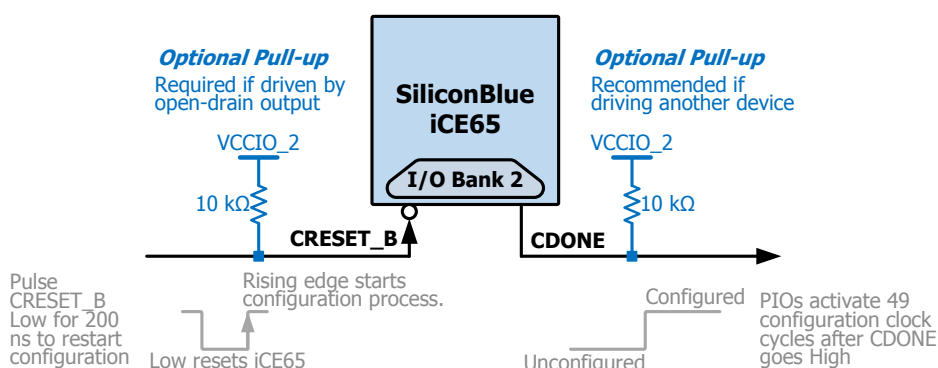 Optional Pull-up
Required if driven by
open-drain output
VCCIO_2
10 kΩ
SiliconBlue
iCE65
I/O Bank 2
Optional Pull-up
Recommended if
driving another device
VCCIO_2
10 kΩ
CRESET_B
CDONE
Pulse
CRESET_B
Low for 200
ns to restart
configuration
Rising edge starts
configuration process.
Low resets iCE65
Configured
Unconfigured
PIOs activate 49
configuration clock
cycles after CDONE
goes High